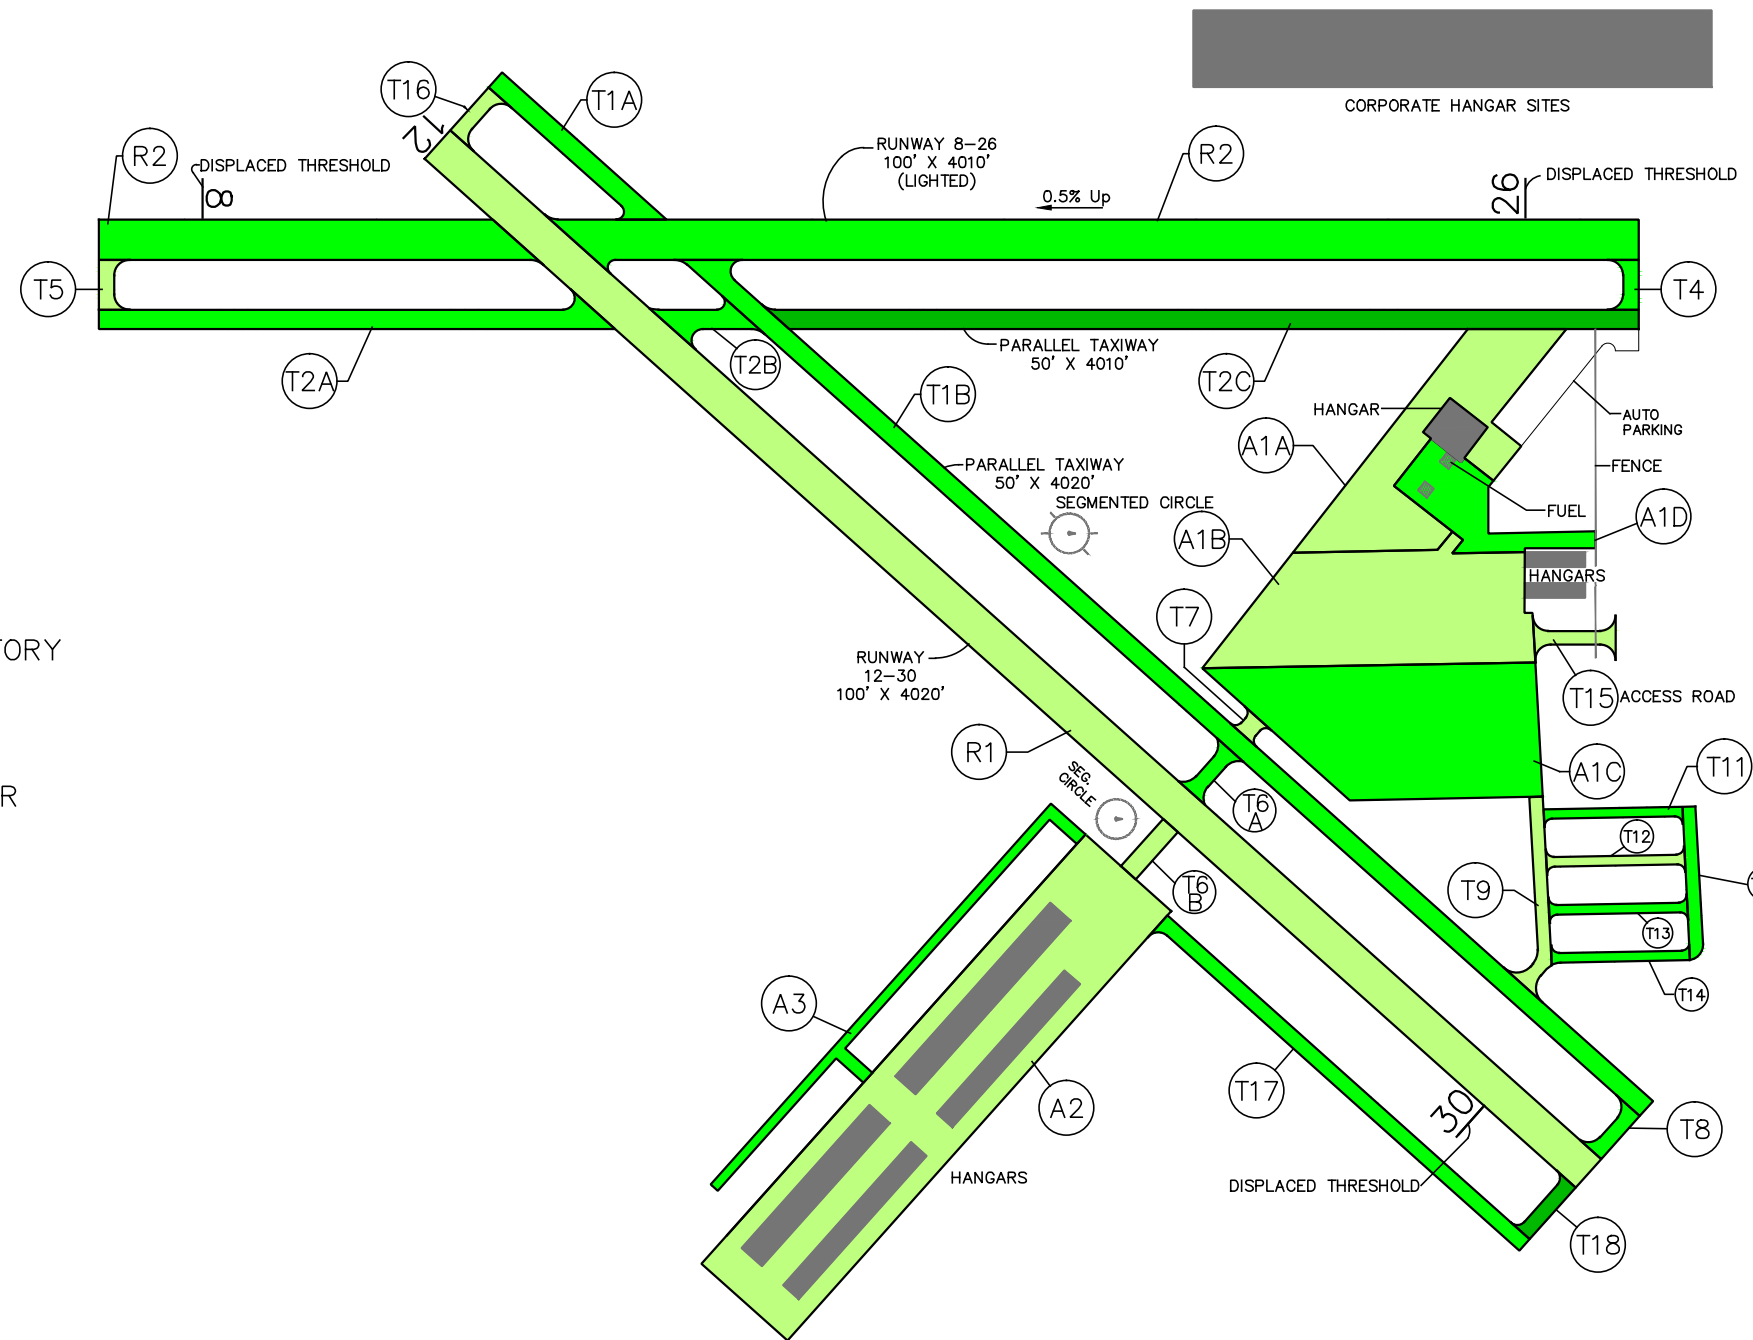 CORPORATE HANGAR SITES
T16
T1A
12
R2
DISPLACED THRESHOLD
8
RUNWAY 8-26
100' X 4010'
(LIGHTED)
R2
0.5% Up
26
DISPLACED THRESHOLD
T5
T4
T2A
T2B
PARALLEL TAXIWAY
50' X 4010'
T2C
T1B
HANGAR
AUTO
PARKING
A1A
PARALLEL TAXIWAY
50' X 4020'
FENCE
SEGMENTED CIRCLE
FUEL
A1D
A1B
HANGARS
T7
TORY
RUNWAY
12-30
100' X 4020'
T15
ACCESS ROAD
R1
SEG.
CIRCLE
A1C
T11
R
T6
A
T12
T9
T6
B
T13
T14
A3
A2
T17
30
T8
HANGARS
DISPLACED THRESHOLD
T18